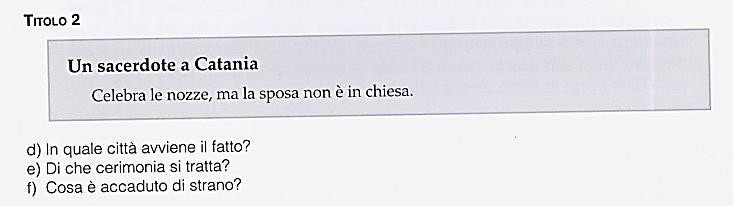 TITOLO 2
Un sacerdote a Catania
Celebra le nozze, ma la sposa non è in chiesa.
d) In quale città avviene il fatto?
e) Di che cerimonia si tratta?
f) Cosa è accaduto di strano?